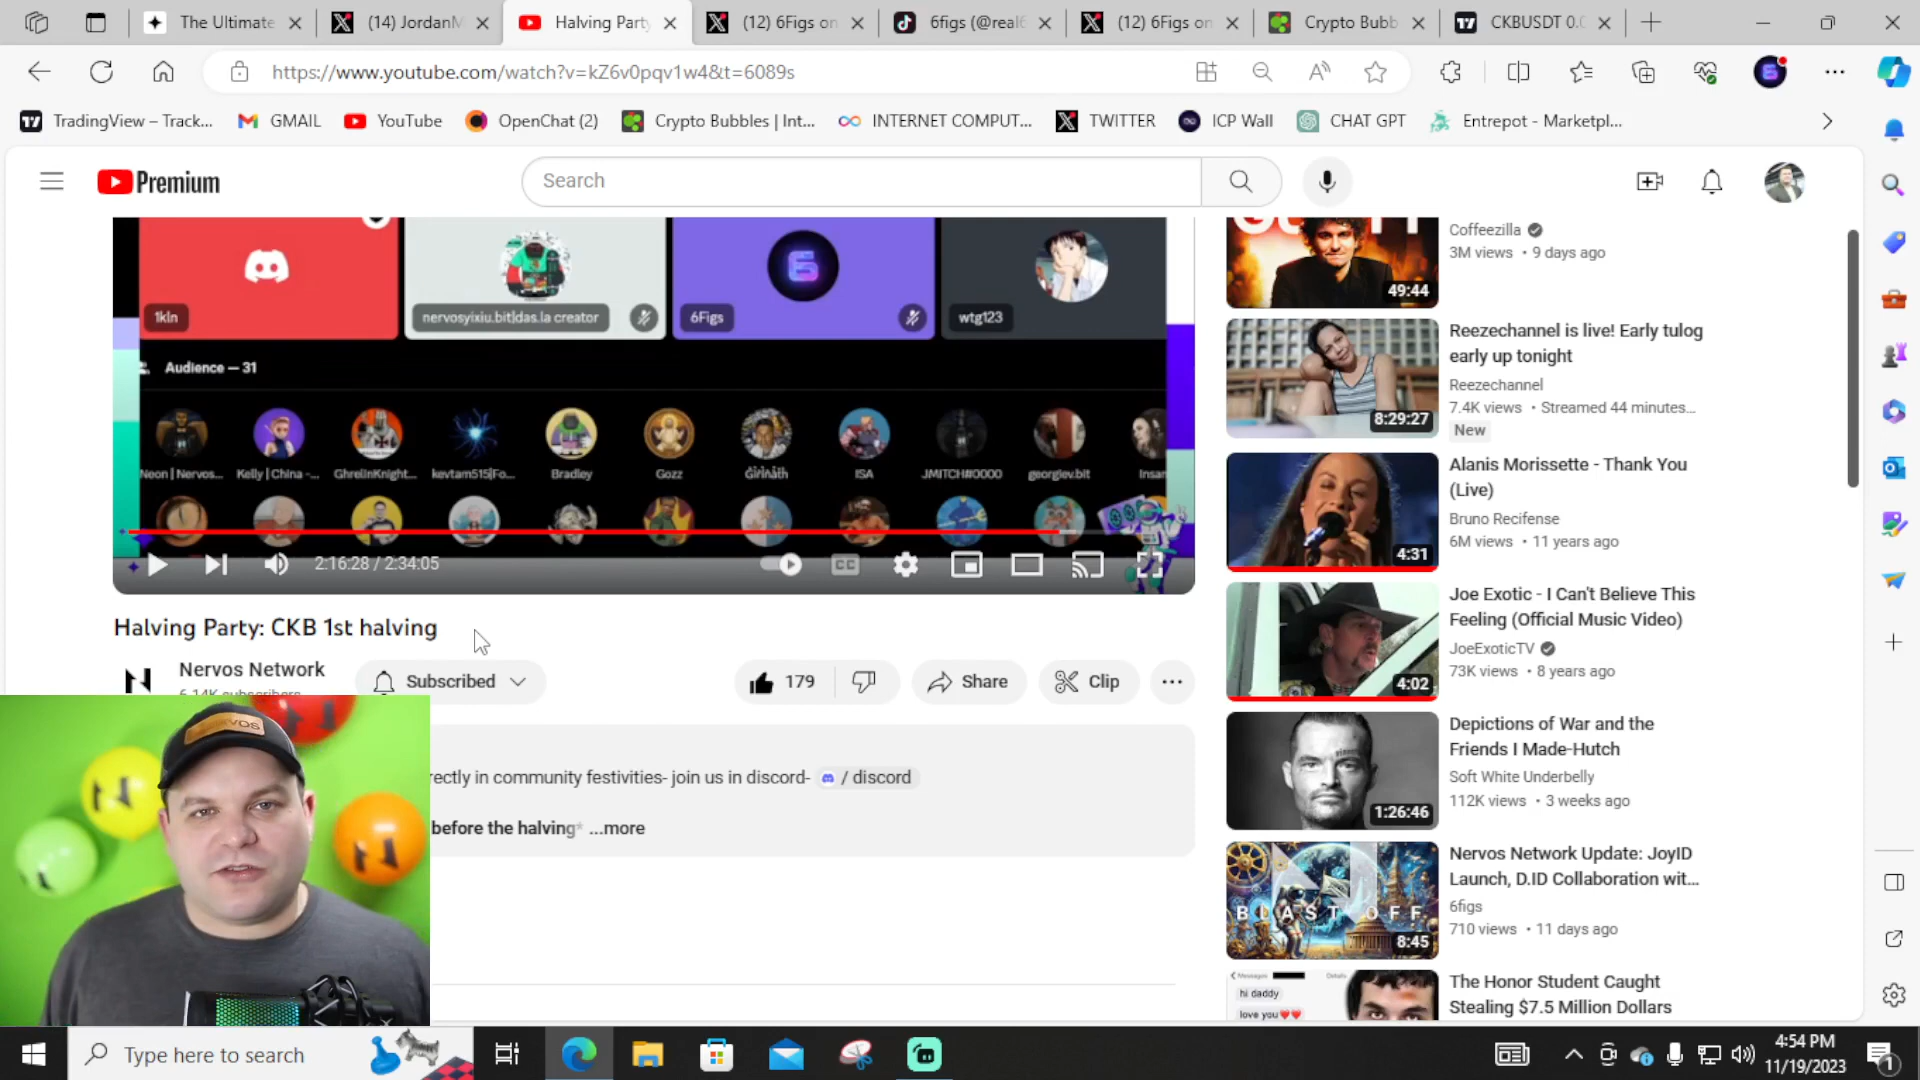 The Ultimate
(14) JordanM
Halving Party
(12) 6Figs on
6figs (@real6
(12) 6Figs on
Crypto Bubb
CKBUSDT 0.0
https://www.youtube.com/watch?v=kZ6v0pqv1w4&t=6089s
TradingView – Track...
GMAIL
YouTube
OpenChat (2)
Crypto Bubbles | Int...
INTERNET COMPUT...
TWITTER
ICP Wall
CHAT GPT
Entrepot - Marketpl...
Premium
Search
1kln
nervosyixiu.bit|das.la creator
6Figs
wtg123
Audience — 31
Neon | Nervos...
Kelly | China -...
GhrelinKnight...
kevtam515|Fo...
Bradley
Gozz
Girlnâth
ISA
JMITCH#0000
georgiev.bit
Insan
2:16:28 / 2:34:05
CC
Halving Party: CKB 1st halving
Nervos Network
6.14K subscribers
Subscribed
179
Share
Clip
rectly in community festivities- join us in discord- / discord
before the halving* ...more
Coffeezilla
3M views • 9 days ago
49:44
Reezechannel is live! Early tulog
early up tonight
Reezechannel
7.4K views • Streamed 44 minutes...
New
8:29:27
Alanis Morissette - Thank You
(Live)
Bruno Recifense
6M views • 11 years ago
4:31
Joe Exotic - I Can't Believe This
Feeling (Official Music Video)
JoeExoticTV
73K views • 8 years ago
4:02
Depictions of War and the
Friends I Made-Hutch
Soft White Underbelly
112K views • 3 weeks ago
1:26:46
Nervos Network Update: JoyID
Launch, D.ID Collaboration wit...
6figs
710 views • 11 days ago
BLAST OFF
8:45
The Honor Student Caught
Stealing $7.5 Million Dollars
Messages
Details
hi daddy
love you
Type here to search
4:54 PM
11/19/2023
1